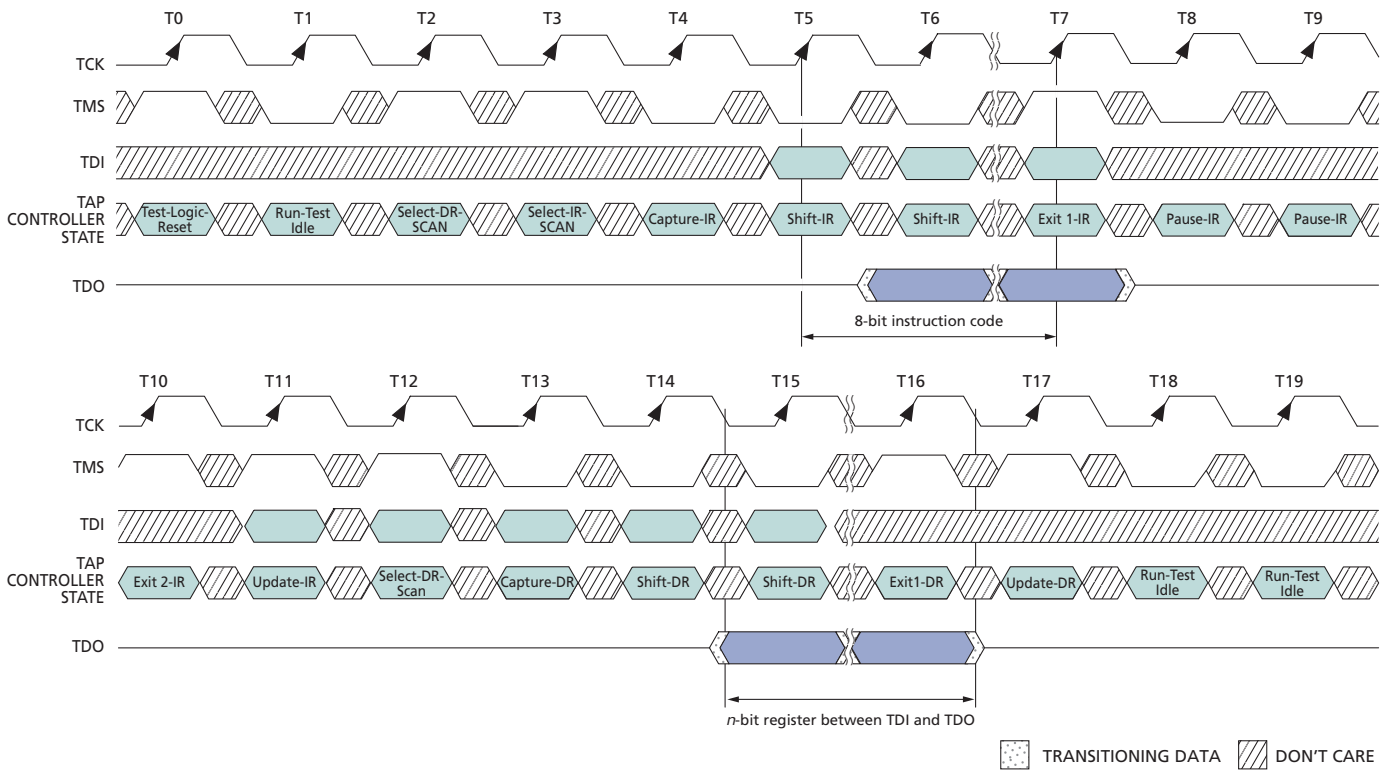 T0 T1 T2 T3 T4 T5 T6 T7 T8 T9
TCK
TMS
TDI
TAP
CONTROLLER
STATE
Test-Logic-
Reset
Run-Test
Idle
Select-DR-
SCAN
Select-IR-
SCAN
Capture-IR
Shift-IR
Shift-IR
Exit 1-IR
Pause-IR
Pause-IR
TDO
8-bit instruction code
T10 T11 T12 T13 T14 T15 T16 T17 T18 T19
TCK
TMS
TDI
TAP
CONTROLLER
STATE
Exit 2-IR
Update-IR
Select-DR-
Scan
Capture-DR
Shift-DR
Shift-DR
Exit1-DR
Update-DR
Run-Test
Idle
Run-Test
Idle
TDO
n-bit register between TDI and TDO
TRANSITIONING DATA
DON'T CARE